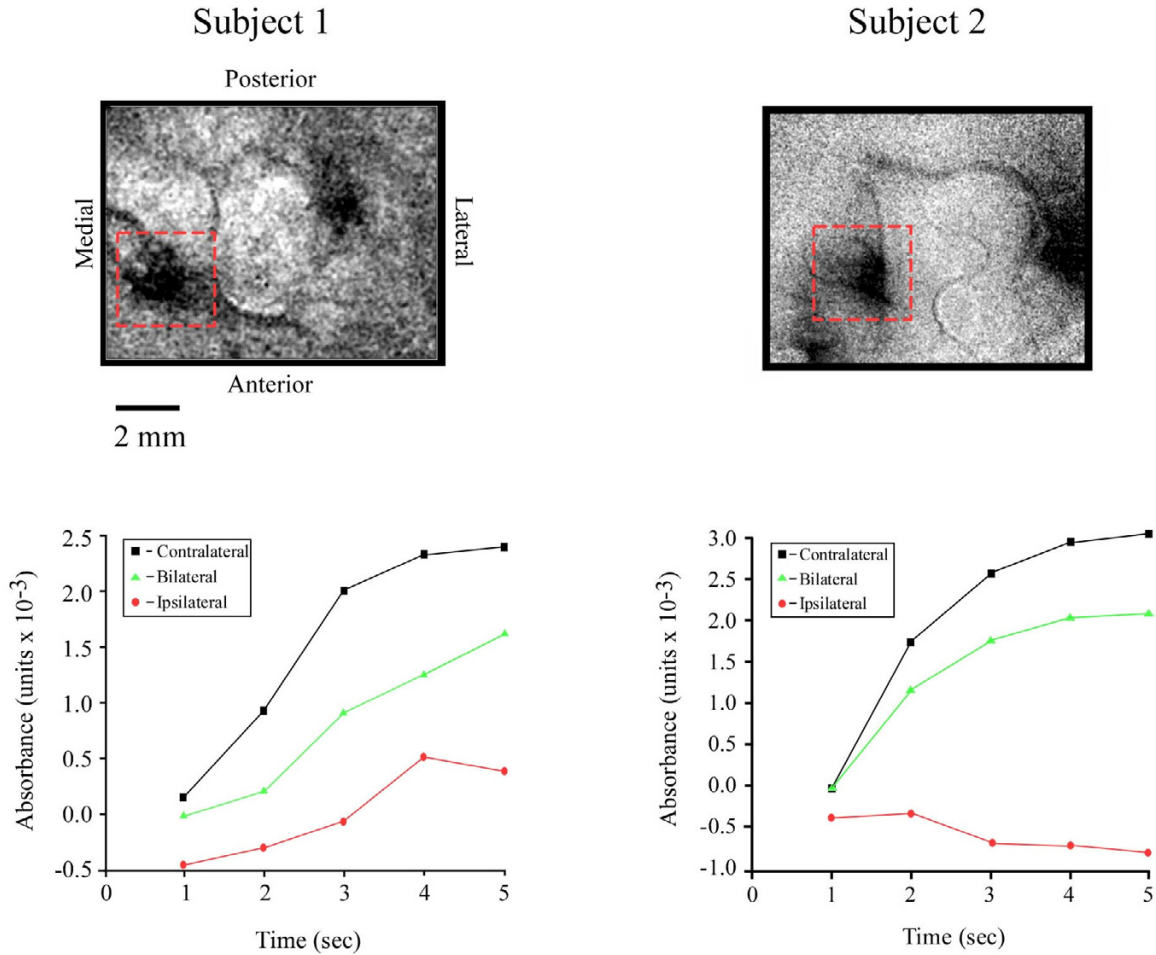 Subject 1
Subject 2
Posterior
Medial
Lateral
Anterior
2 mm
Absorbance (units x 10-3)
2.5
2.0
1.5
1.0
0.5
0.0
-0.5
- Contralateral
- Bilateral
- Ipsilateral
0 1 2 3 4 5
Time (sec)
Absorbance (units x 10-3)
3.0
2.5
2.0
1.5
1.0
0.5
0.0
-0.5
-1.0
- Contralateral
- Bilateral
- Ipsilateral
0 1 2 3 4 5
Time (sec)